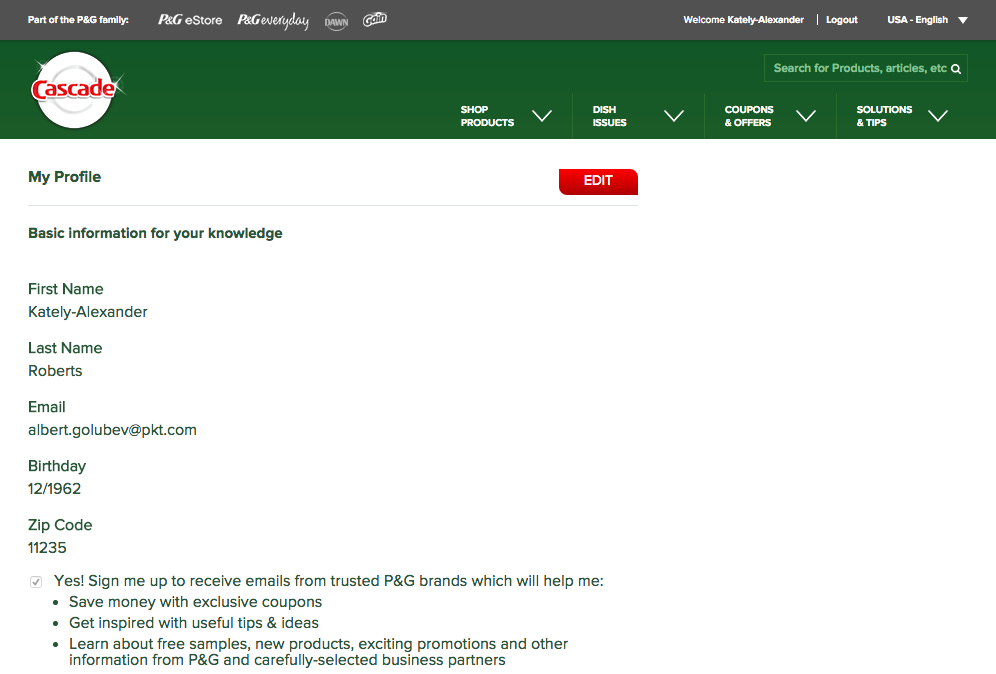 Part of the P&G family: P&G eStore P&G everyday DAWN Gain Welcome Kately-Alexander Logout USA - English
Cascade
Search for Products, articles, etc
SHOP PRODUCTS
DISH ISSUES
COUPONS & OFFERS
SOLUTIONS & TIPS
My Profile
EDIT
Basic information for your knowledge
First Name
Kately-Alexander
Last Name
Roberts
Email
albert.golubev@pkt.com
Birthday
12/1962
Zip Code
11235
Yes! Sign me up to receive emails from trusted P&G brands which will help me:
• Save money with exclusive coupons
• Get inspired with useful tips & ideas
• Learn about free samples, new products, exciting promotions and other
information from P&G and carefully-selected business partners